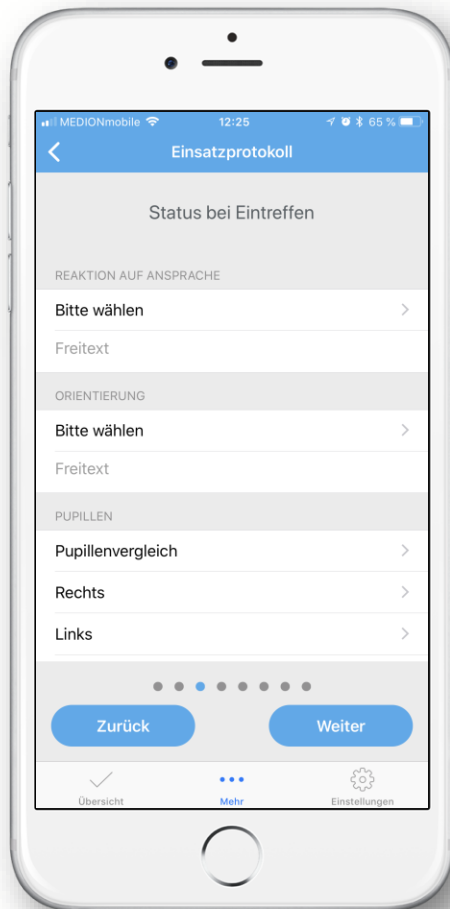 MEDIONmobile 12:25 65 %
Einsatzprotokoll
Status bei Eintreffen
REAKTION AUF ANSPRACHE
Bitte wählen
Freitext
ORIENTIERUNG
Bitte wählen
Freitext
PUPILLEN
Pupillenvergleich
Rechts
Links
Zurück Weiter
Übersicht Mehr Einstellungen